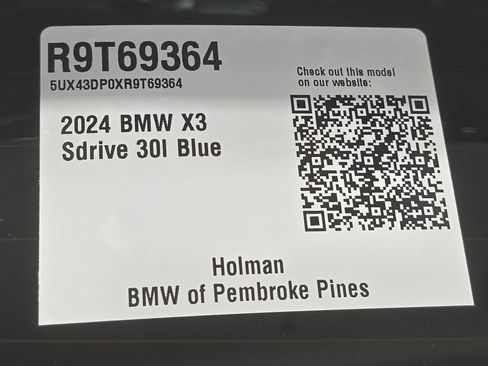 R9T69364
5UX43DP0XR9T69364
Check out this model
on our website:
2024 BMW X3
Sdrive 30I Blue
Holman
BMW of Pembroke Pines